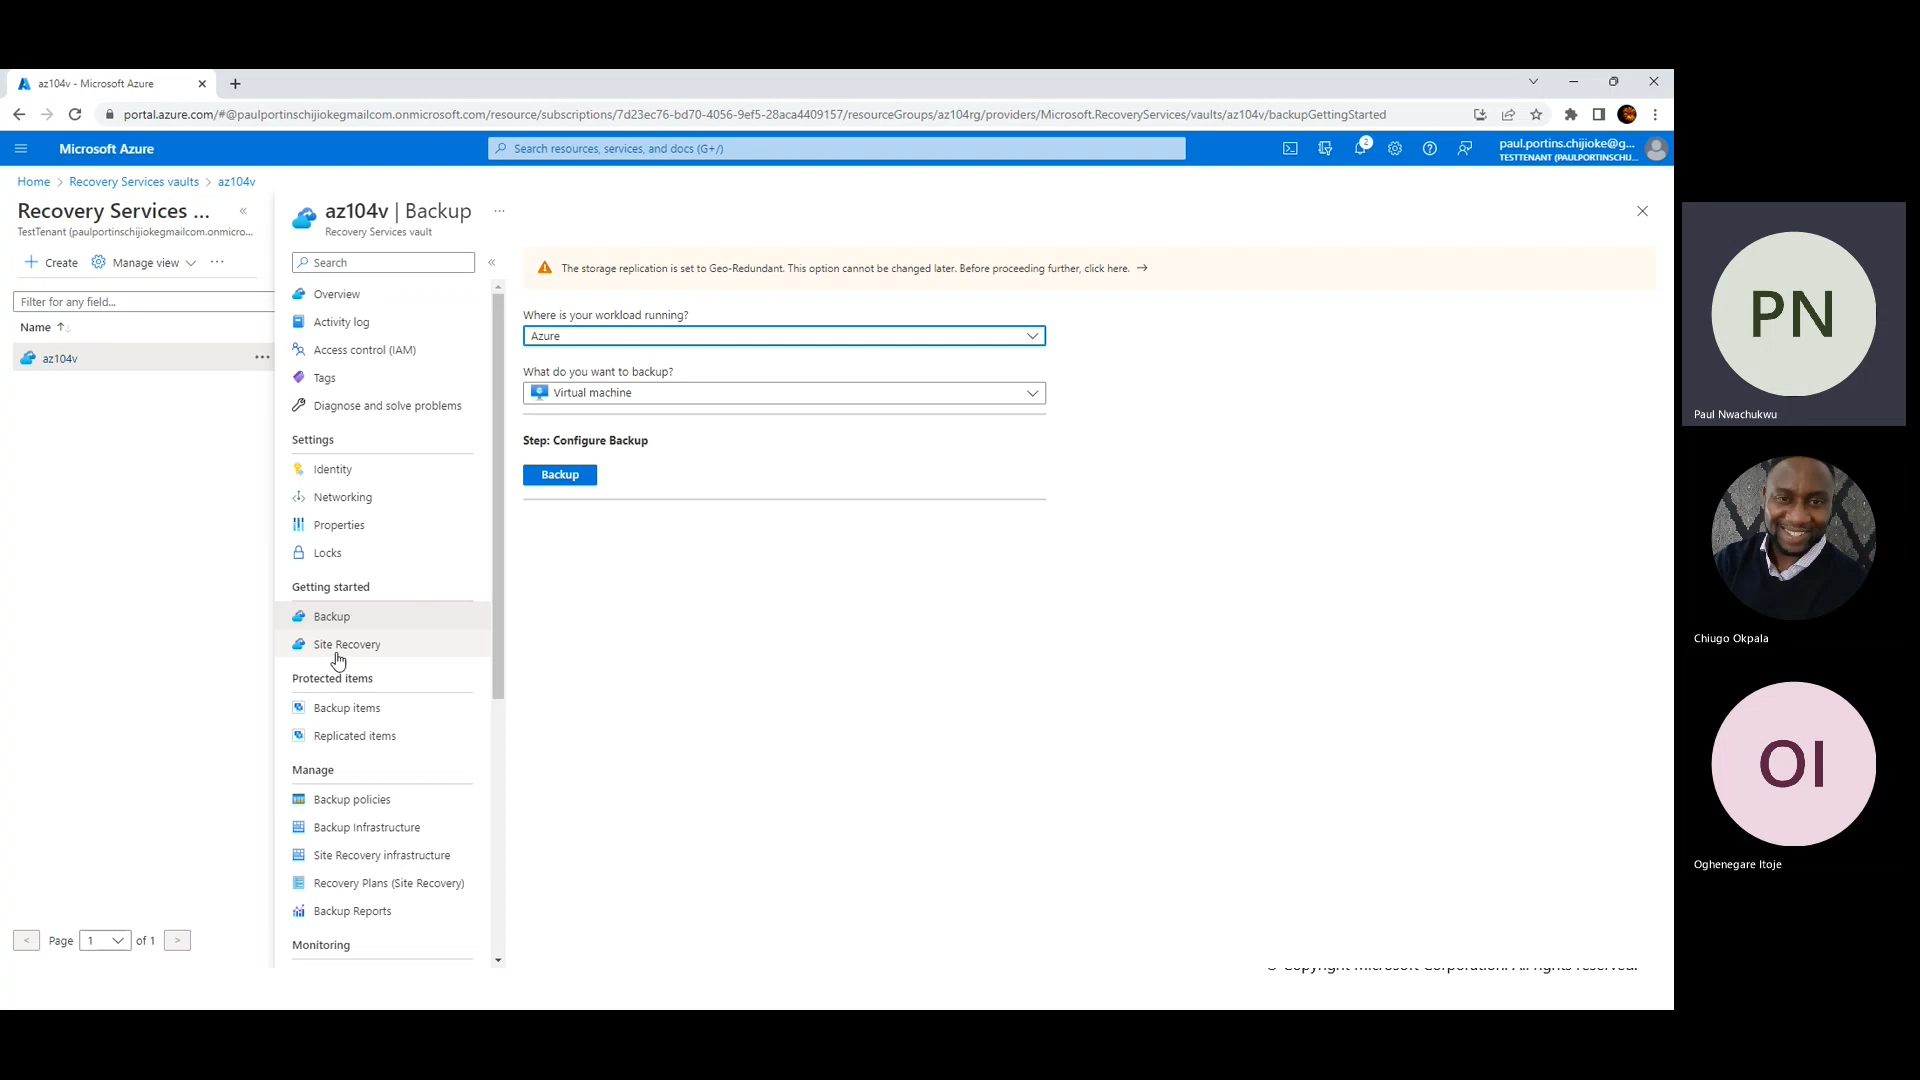 az104v - Microsoft Azure
portal.azure.com/#@paulportinschijiokegmailcom.onmicrosoft.com/resource/subscriptions/7d23ec76-bd70-4056-9ef5-28aca4409157/resourceGroups/az104rg/providers/Microsoft.RecoveryServices/vaults/az104v/backupGettingStarted
Microsoft Azure
Search resources, services, and docs (G+/)
2
paul.portins.chijioke@g...
TESTTENANT (PAULPORTINSCHIJ...
Home > Recovery Services vaults > az104v
Recovery Services ...
TestTenant (paulportinschijiokegmailcom.onmicro...
Create
Manage view
Filter for any field...
Name
az104v
Page 1 of 1
az104v | Backup
Recovery Services vault
Search
Overview
Activity log
Access control (IAM)
Tags
Diagnose and solve problems
Settings
Identity
Networking
Properties
Locks
Getting started
Backup
Site Recovery
Protected items
Backup items
Replicated items
Manage
Backup policies
Backup Infrastructure
Site Recovery infrastructure
Recovery Plans (Site Recovery)
Backup Reports
Monitoring
The storage replication is set to Geo-Redundant. This option cannot be changed later. Before proceeding further, click here. →
Where is your workload running?
Azure
What do you want to backup?
Virtual machine
Step: Configure Backup
Backup
© Copyright Microsoft Corporation. All rights reserved.
PN
Paul Nwachukwu
Chiugo Okpala
OI
Oghenegare Itoje